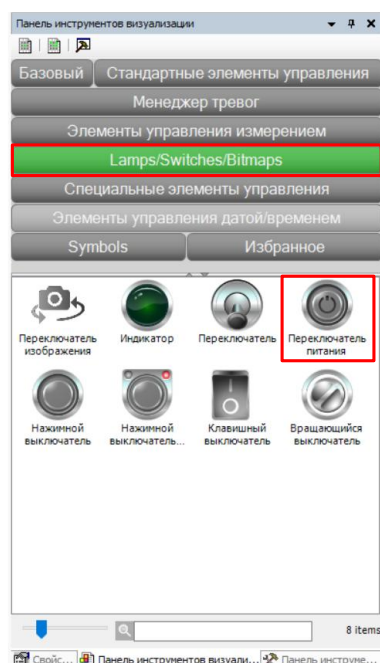 Панель инструментов визуализации
Базовый Стандартные элементы управления
Менеджер тревог
Элементы управления измерением
Lamps/Switches/Bitmaps
Специальные элементы управления
Элементы управления датой/временем
Symbols Избранное
Переключатель изображения
Индикатор
Переключатель
Переключатель питания
Нажимной выключатель
Нажимной выключатель...
Клавишный выключатель
Вращающийся выключатель
8 items
Свойс... Панель инструментов визуали... Панель инструме...